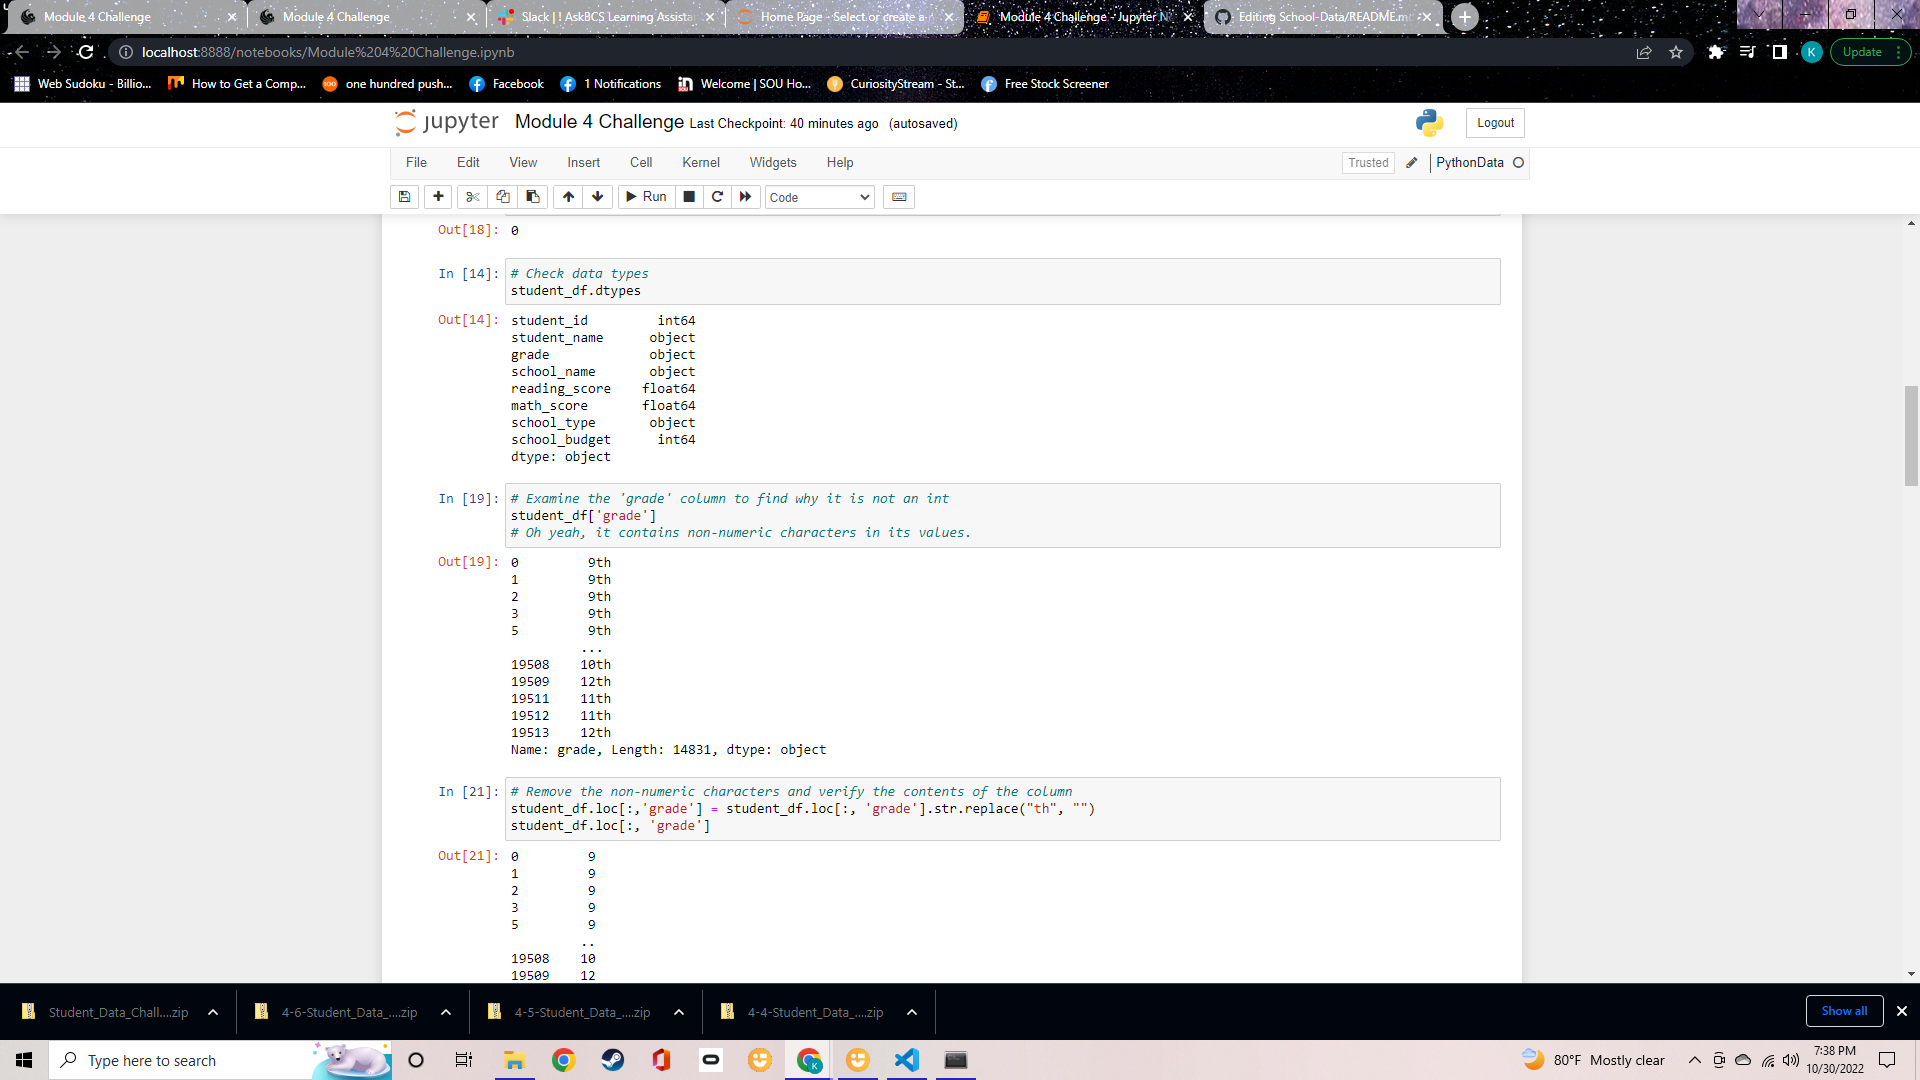 Module 4 Challenge
Module 4 Challenge
Slack | ! AskBCS Learning Assista
Home Page - Select or create a n
Module 4 Challenge - Jupyter N
Editing School-Data/README.m
localhost:8888/notebooks/Module%204%20Challenge.ipynb
K
Update
Web Sudoku - Billio...
How to Get a Comp...
100
one hundred push...
Facebook
1 Notifications
in
Welcome | SOU Ho...
CuriosityStream - St...
Free Stock Screener
jupyter Module 4 Challenge Last Checkpoint: 40 minutes ago (autosaved)
Logout
File Edit View Insert Cell Kernel Widgets Help
Trusted PythonData
Run Code
Out[18]: 0
In [14]: # Check data types
student_df.dtypes
Out[14]: student_id int64
student_name object
grade object
school_name object
reading_score float64
math_score float64
school_type object
school_budget int64
dtype: object
In [19]: # Examine the 'grade' column to find why it is not an int
student_df['grade']
# Oh yeah, it contains non-numeric characters in its values.
Out[19]: 0 9th
1 9th
2 9th
3 9th
5 9th
...
19508 10th
19509 12th
19511 11th
19512 11th
19513 12th
Name: grade, Length: 14831, dtype: object
In [21]: # Remove the non-numeric characters and verify the contents of the column
student_df.loc[:,'grade'] = student_df.loc[:, 'grade'].str.replace("th", "")
student_df.loc[:, 'grade']
Out[21]: 0 9
1 9
2 9
3 9
5 9
..
19508 10
19509 12
Student_Data_Chall....zip
4-6-Student_Data_....zip
4-5-Student_Data_....zip
4-4-Student_Data_....zip
Show all
Type here to search
K
80°F Mostly clear
7:38 PM
10/30/2022